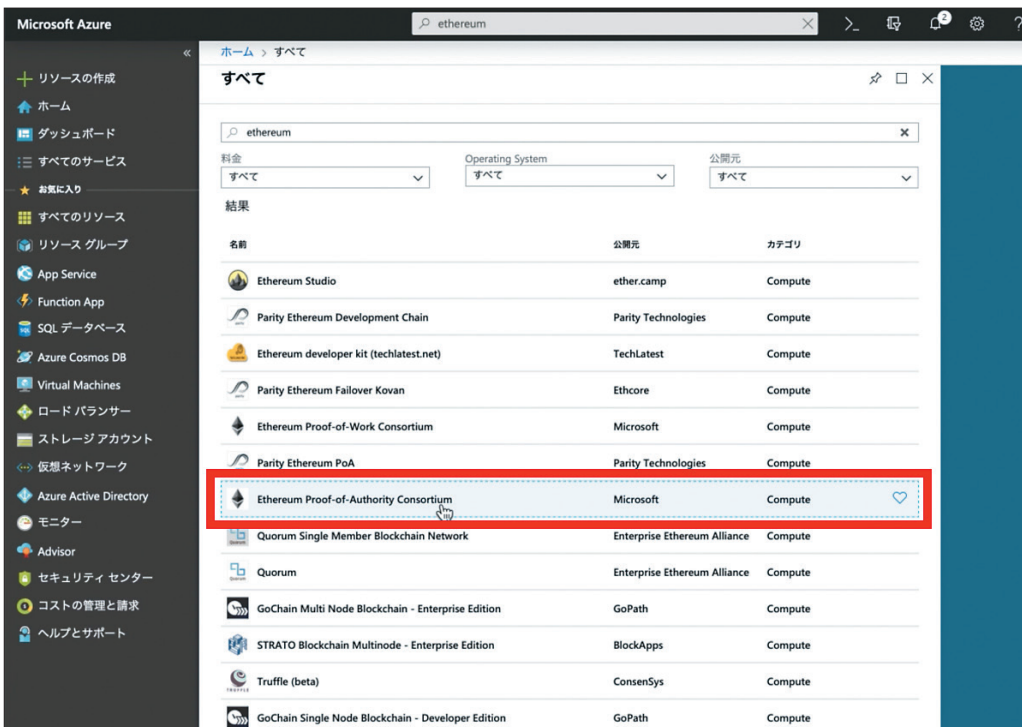 Microsoft Azure
ethereum
2
?
«
ホーム > すべて
すべて
リソースの作成
ホーム
ダッシュボード
すべてのサービス
お気に入り
すべてのリソース
リソース グループ
App Service
Function App
SQL データベース
Azure Cosmos DB
Virtual Machines
ロード バランサー
ストレージ アカウント
仮想ネットワーク
Azure Active Directory
モニター
Advisor
セキュリティ センター
コストの管理と請求
ヘルプとサポート
ethereum
料金 Operating System 公開元
すべて すべて すべて
結果
名前 公開元 カテゴリ
Ethereum Studio ether.camp Compute
Parity Ethereum Development Chain Parity Technologies Compute
Ethereum developer kit (techlatest.net) TechLatest Compute
Parity Ethereum Failover Kovan Ethcore Compute
Ethereum Proof-of-Work Consortium Microsoft Compute
Parity Ethereum PoA Parity Technologies Compute
Ethereum Proof-of-Authority Consortium Microsoft Compute
Quorum Single Member Blockchain Network Enterprise Ethereum Alliance Compute
Quorum Enterprise Ethereum Alliance Compute
GoChain Multi Node Blockchain - Enterprise Edition GoPath Compute
STRATO Blockchain Multinode - Enterprise Edition BlockApps Compute
TRUFFLE Truffle (beta) ConsenSys Compute
GoChain Single Node Blockchain - Developer Edition GoPath Compute